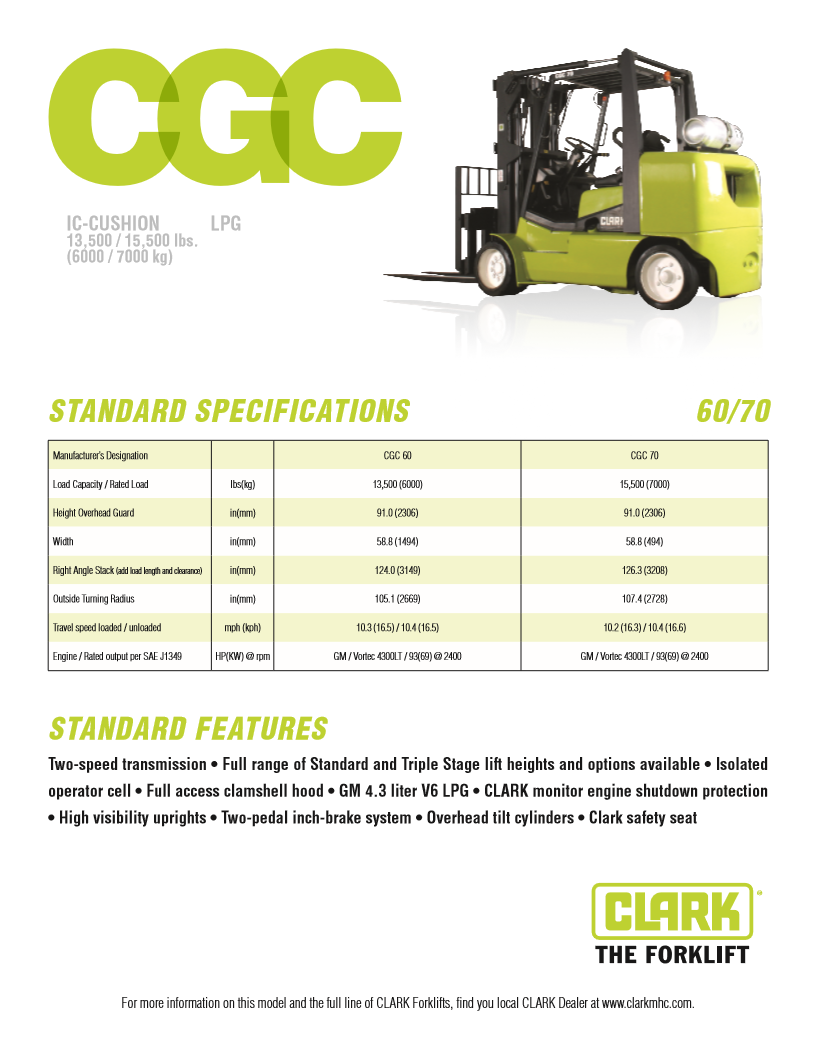 CGC
IC-CUSHION LPG
13,500 / 15,500 lbs.
(6000 / 7000 kg)
CLARK
STANDARD SPECIFICATIONS 60/70
Manufacturer's Designation CGC 60 CGC 70
Load Capacity / Rated Load lbs(kg) 13,500 (6000) 15,500 (7000)
Height Overhead Guard in(mm) 91.0 (2306) 91.0 (2306)
Width in(mm) 58.8 (1494) 58.8 (494)
Right Angle Stack (add load length and clearance) in(mm) 124.0 (3149) 126.3 (3208)
Outside Turning Radius in(mm) 105.1 (2669) 107.4 (2728)
Travel speed loaded / unloaded mph (kph) 10.3 (16.5) / 10.4 (16.5) 10.2 (16.3) / 10.4 (16.6)
Engine / Rated output per SAE J1349 HP(KW) @ rpm GM / Vortec 4300LT / 93(69) @ 2400 GM / Vortec 4300LT / 93(69) @ 2400
STANDARD FEATURES
Two-speed transmission • Full range of Standard and Triple Stage lift heights and options available • Isolated
operator cell • Full access clamshell hood • GM 4.3 liter V6 LPG • CLARK monitor engine shutdown protection
• High visibility uprights • Two-pedal inch-brake system • Overhead tilt cylinders • Clark safety seat
CLARK
THE FORKLIFT
For more information on this model and the full line of CLARK Forklifts, find you local CLARK Dealer at www.clarkmhc.com.